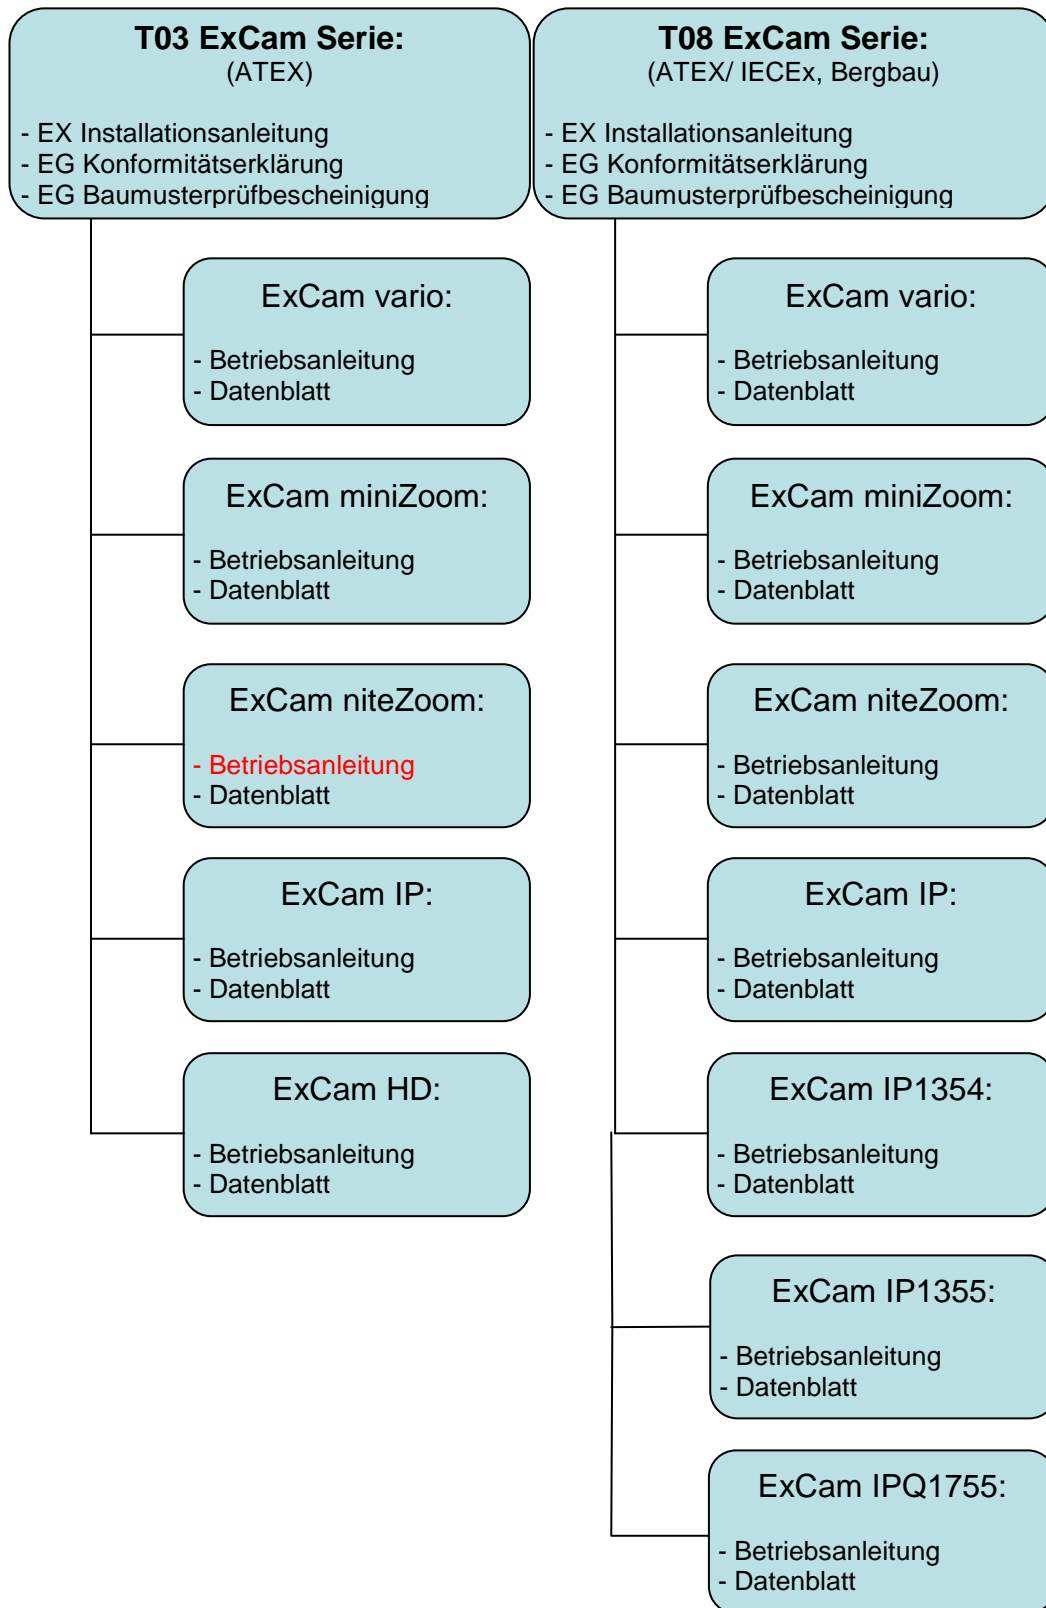 T03 ExCam Serie:
(ATEX)
- EX Installationsanleitung
- EG Konformitätserklärung
- EG Baumusterprüfbescheinigung
ExCam vario:
- Betriebsanleitung
- Datenblatt
ExCam miniZoom:
- Betriebsanleitung
- Datenblatt
ExCam niteZoom:
- Betriebsanleitung
- Datenblatt
ExCam IP:
- Betriebsanleitung
- Datenblatt
ExCam HD:
- Betriebsanleitung
- Datenblatt
T08 ExCam Serie:
(ATEX/ IECEx, Bergbau)
- EX Installationsanleitung
- EG Konformitätserklärung
- EG Baumusterprüfbescheinigung
ExCam vario:
- Betriebsanleitung
- Datenblatt
ExCam miniZoom:
- Betriebsanleitung
- Datenblatt
ExCam niteZoom:
- Betriebsanleitung
- Datenblatt
ExCam IP:
- Betriebsanleitung
- Datenblatt
ExCam IP1354:
- Betriebsanleitung
- Datenblatt
ExCam IP1355:
- Betriebsanleitung
- Datenblatt
ExCam IPQ1755:
- Betriebsanleitung
- Datenblatt